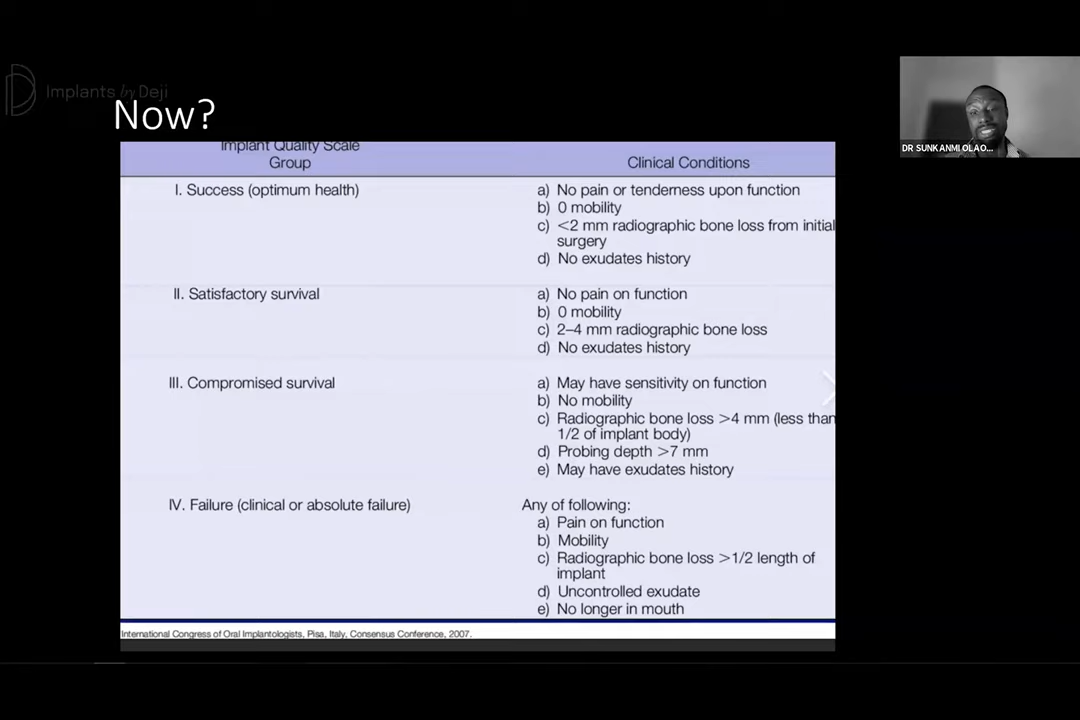 Implants by Deji
Now?
DR SUNKANMI OLAO...
Implant Quality Scale
Group
Clinical Conditions
I. Success (optimum health)
a) No pain or tenderness upon function
b) 0 mobility
c) <2 mm radiographic bone loss from initial
surgery
d) No exudates history
II. Satisfactory survival
a) No pain on function
b) 0 mobility
c) 2–4 mm radiographic bone loss
d) No exudates history
III. Compromised survival
a) May have sensitivity on function
b) No mobility
c) Radiographic bone loss >4 mm (less than
1/2 of implant body)
d) Probing depth >7 mm
e) May have exudates history
IV. Failure (clinical or absolute failure)
Any of following:
a) Pain on function
b) Mobility
c) Radiographic bone loss >1/2 length of
implant
d) Uncontrolled exudate
e) No longer in mouth
International Congress of Oral Implantologists, Pisa, Italy, Consensus Conference, 2007.